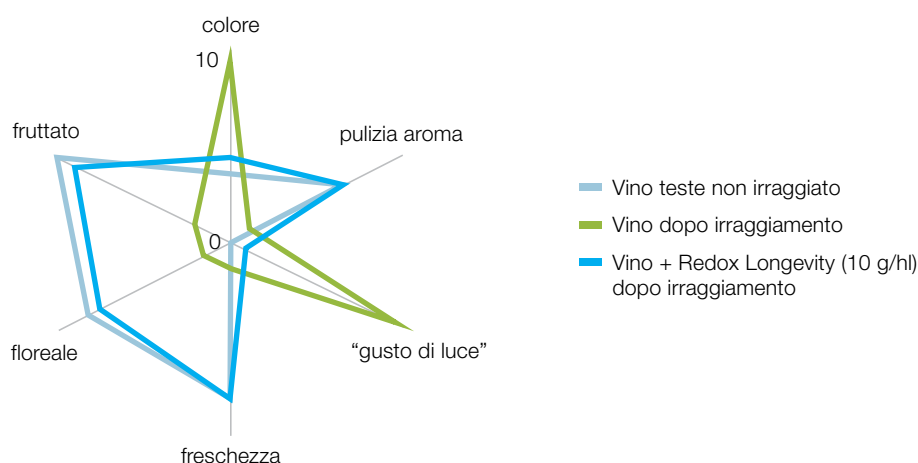 colore
10
fruttato
pulizia aroma
0
floreale
"gusto di luce"
freschezza
Vino teste non irraggiato
Vino dopo irraggiamento
Vino + Redox Longevity (10 g/hl)
dopo irraggiamento